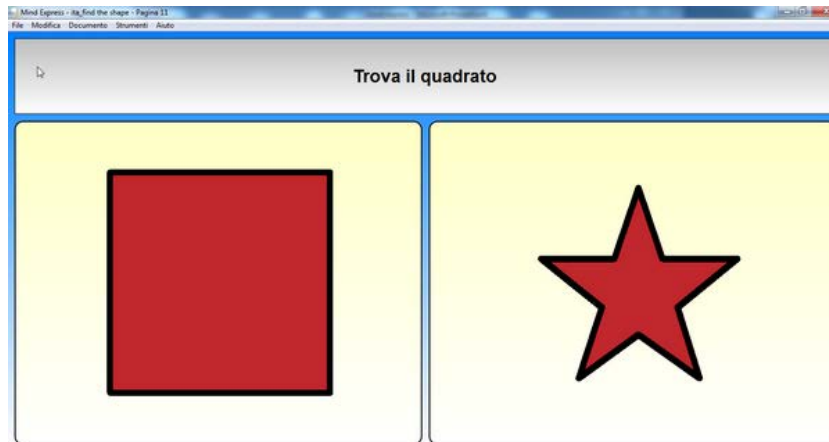 Mind Express - ita_find the shape - Pagina 11
File Modifica Documento Strumenti Aiuto
Trova il quadrato